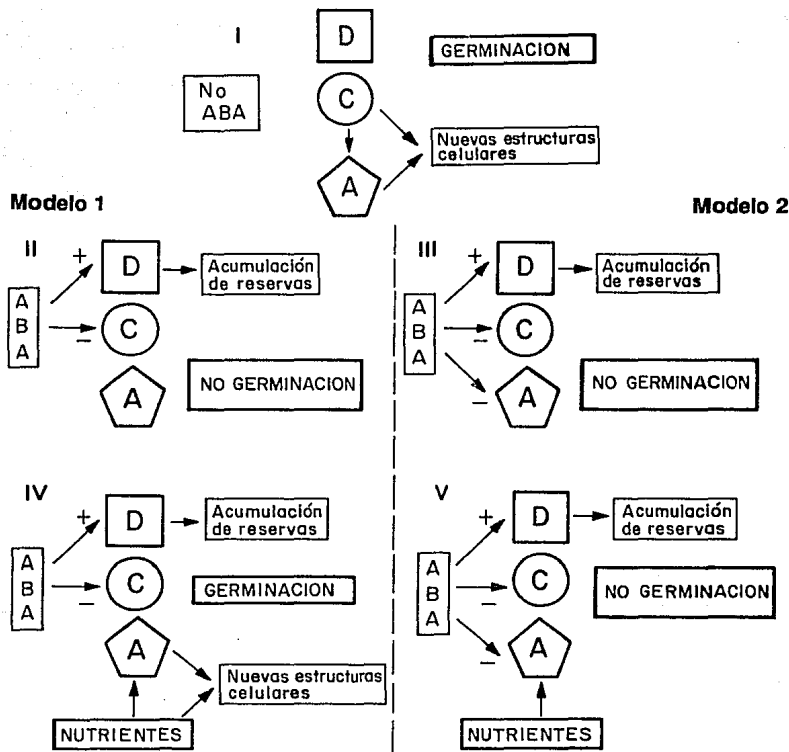 I
D
GERMINACION
No
ABA
C
Nuevas estructuras
celulares
A
Modelo 1
Modelo 2
II
+
D
Acumulación
de reservas
A
B
A
-
C
A
NO GERMINACION
III
+
D
Acumulación
de reservas
A
B
A
-
C
-
A
NO GERMINACION
IV
+
D
Acumulación
de reservas
A
B
A
-
C
GERMINACION
A
Nuevas estructuras
celulares
NUTRIENTES
V
+
D
Acumulación
de reservas
A
B
A
-
C
NO GERMINACION
-
A
NUTRIENTES